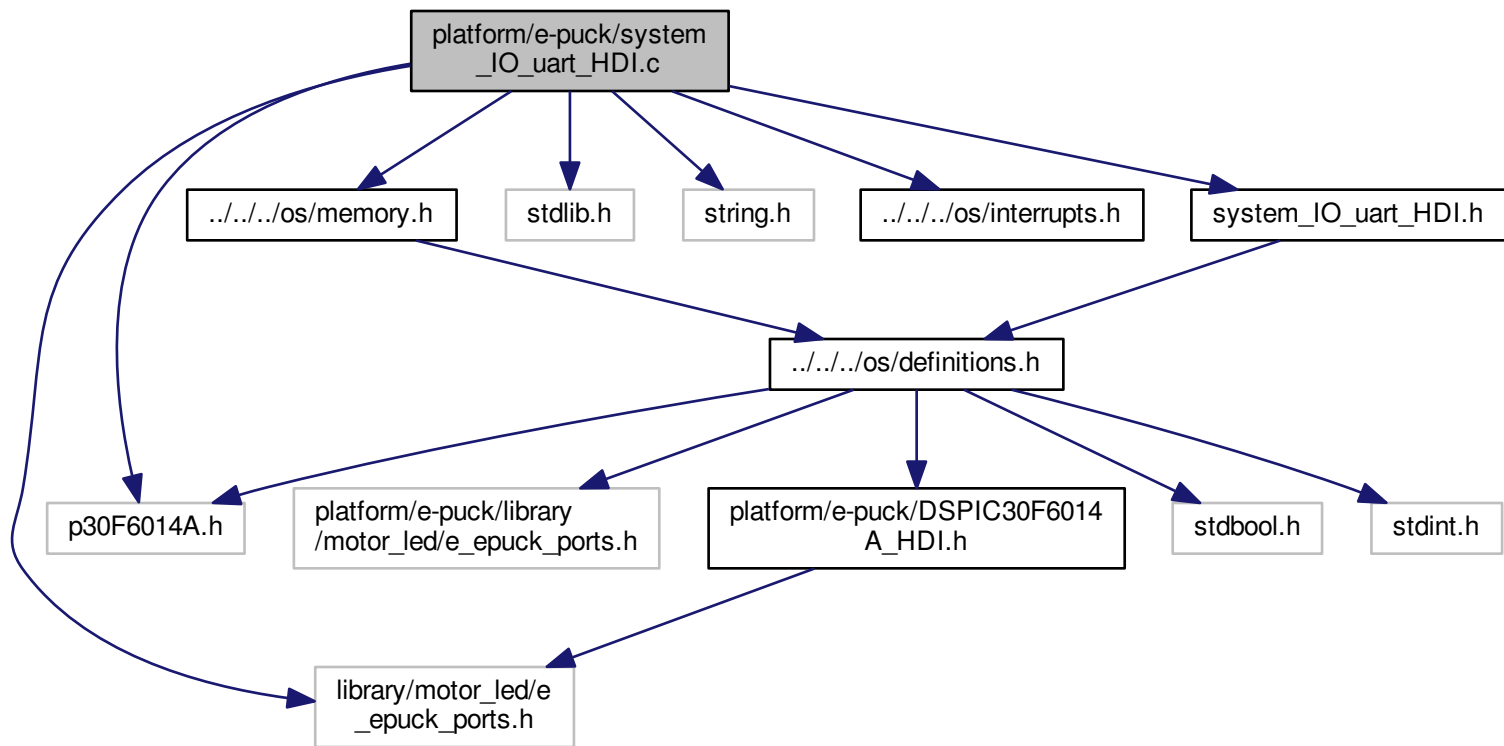 platform/e-puck/system
_IO_uart_HDI.c
../../../os/memory.h
stdlib.h
string.h
../../../os/interrupts.h
system_IO_uart_HDI.h
../../../os/definitions.h
p30F6014A.h
platform/e-puck/library
/motor_led/e_epuck_ports.h
platform/e-puck/DSPIC30F6014
A_HDI.h
stdbool.h
stdint.h
library/motor_led/e
_epuck_ports.h